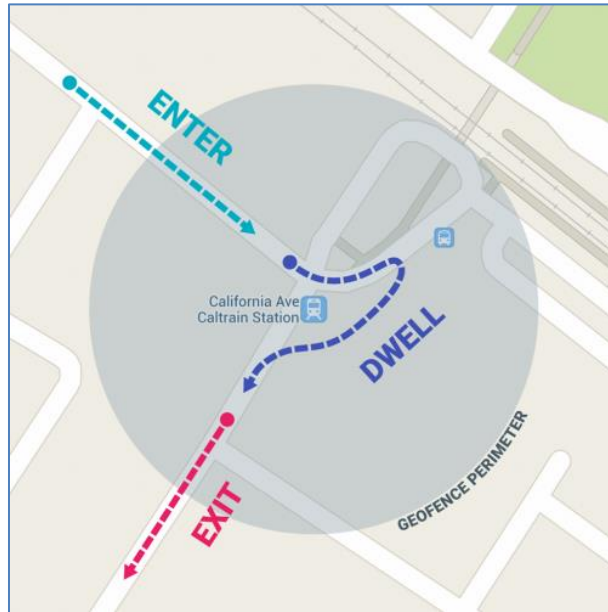 ENTER
California Ave
Caltrain Station
DWELL
GEOFENCE PERIMETER
EXIT